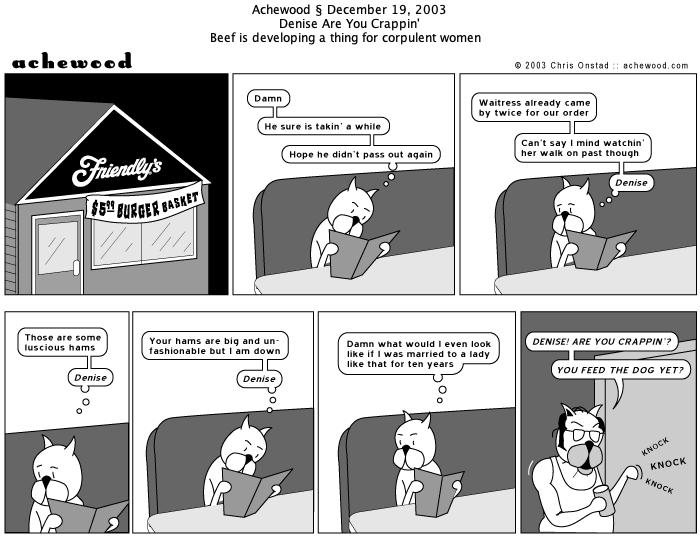 Achewood § December 19, 2003
Denise Are You Crappin'
Beef is developing a thing for corpulent women
achewood
© 2003 Chris Onstad :: achewood.com
Friendly's
$5.99 BURGER BASKET
Damn
He sure is takin' a while
Hope he didn't pass out again
Waitress already came
by twice for our order
Can't say I mind watchin'
her walk on past though
Denise
Those are some
luscious hams
Denise
Your hams are big and un-
fashionable but I am down
Denise
Damn what would I even look
like if I was married to a lady
like that for ten years
DENISE! ARE YOU CRAPPIN'?
YOU FEED THE DOG YET?
KNOCK
KNOCK
KNOCK